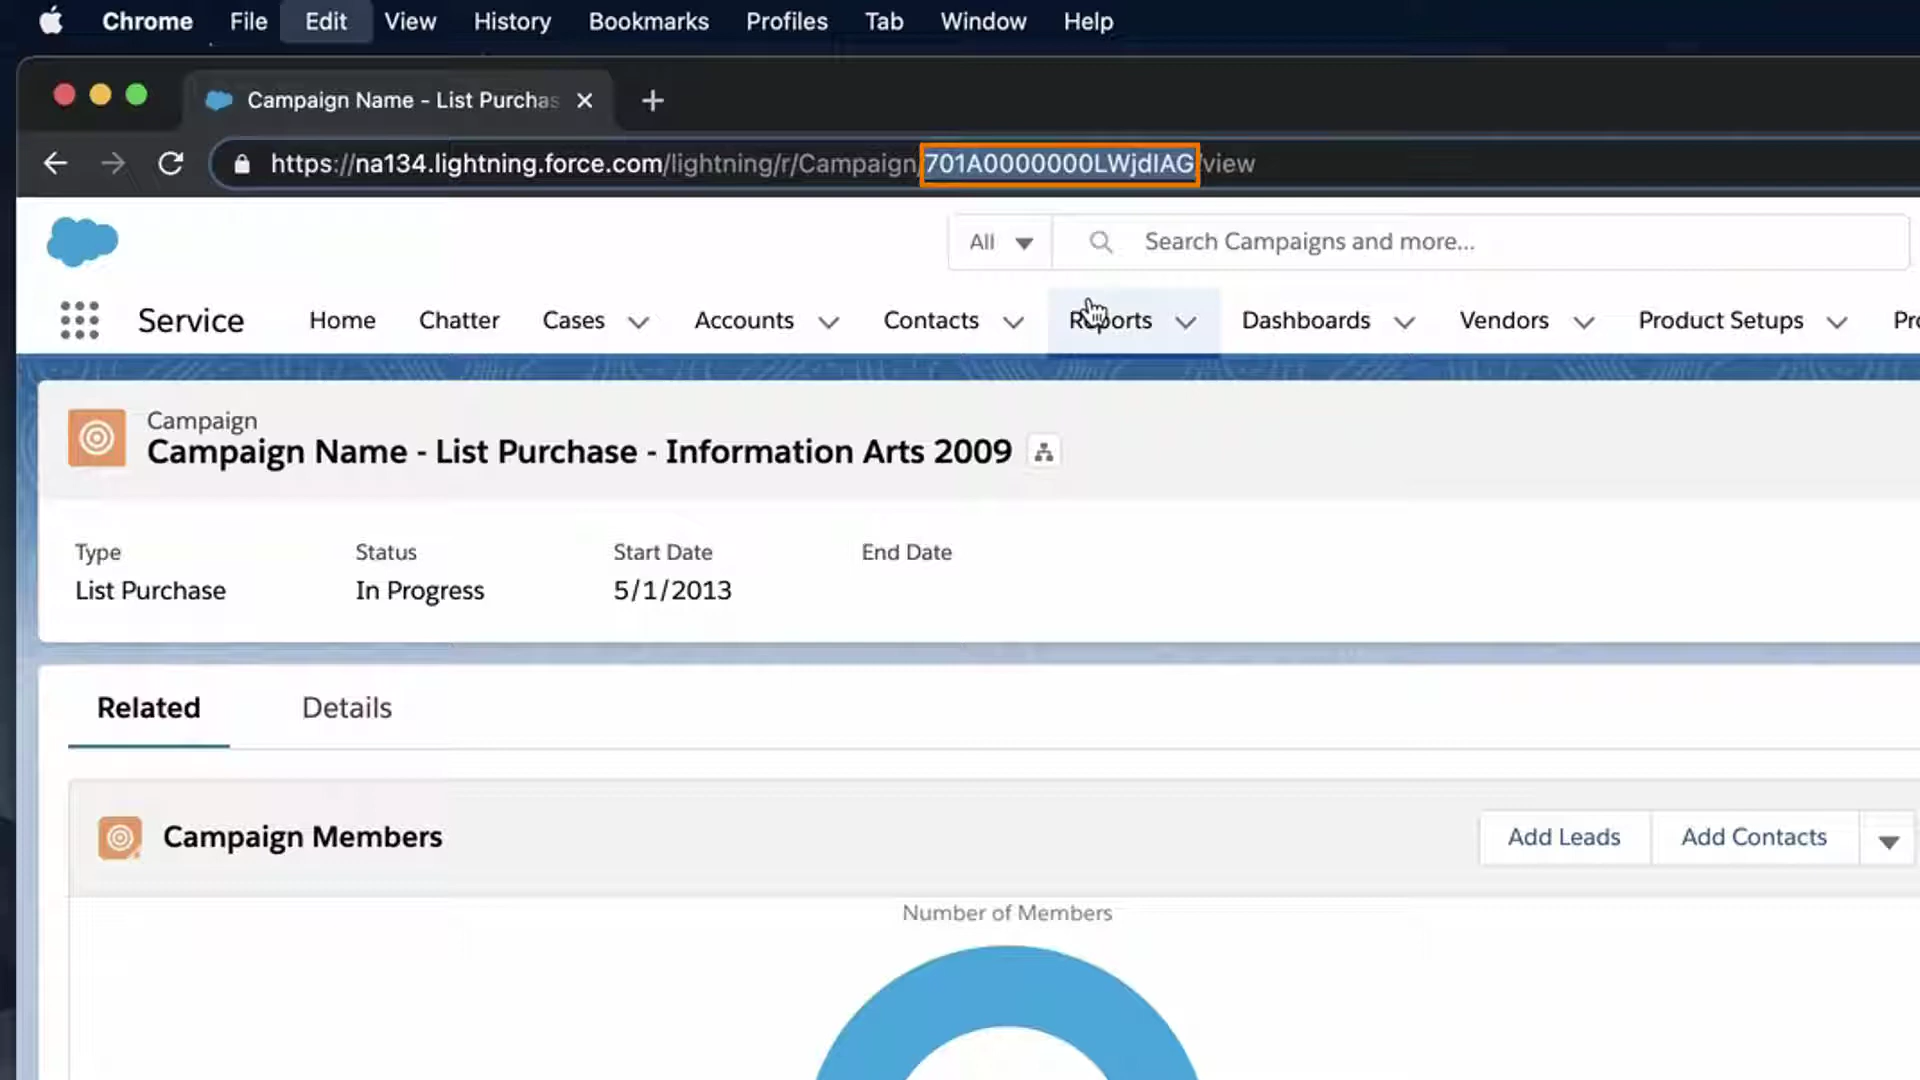 Chrome File Edit View History Bookmarks Profiles Tab Window Help
Campaign Name - List Purchas
https://na134.lightning.force.com/lightning/r/Campaign/701A0000000LWjdIAG/view
All Search Campaigns and more...
Service Home Chatter Cases Accounts Contacts Reports Dashboards Vendors Product Setups Pro
Campaign
Campaign Name - List Purchase - Information Arts 2009
Type Status Start Date End Date
List Purchase In Progress 5/1/2013
Related Details
Campaign Members Add Leads Add Contacts
Number of Members